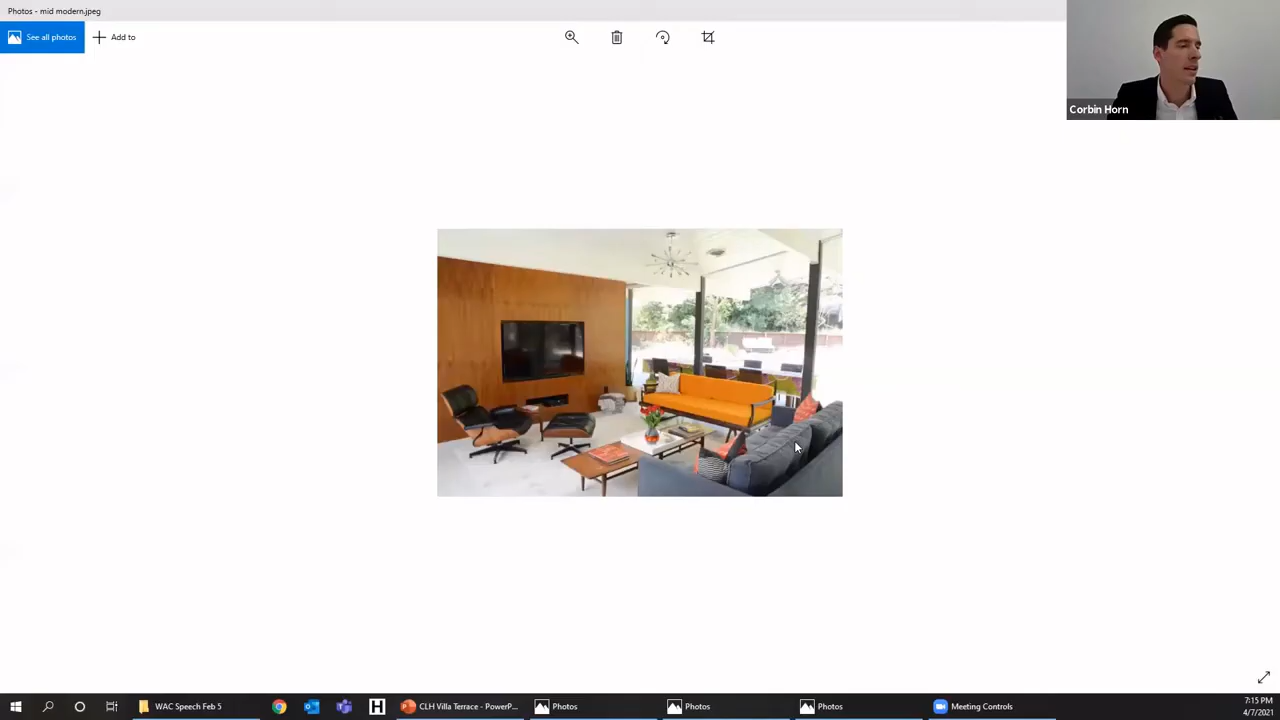 Photos - mid modern.jpeg
See all photos
Add to
Corbin Horn
WAC Speech Feb 5
H
CLH Villa Terrace - PowerP...
Photos
Photos
Photos
Meeting Controls
7:15 PM
4/7/2021